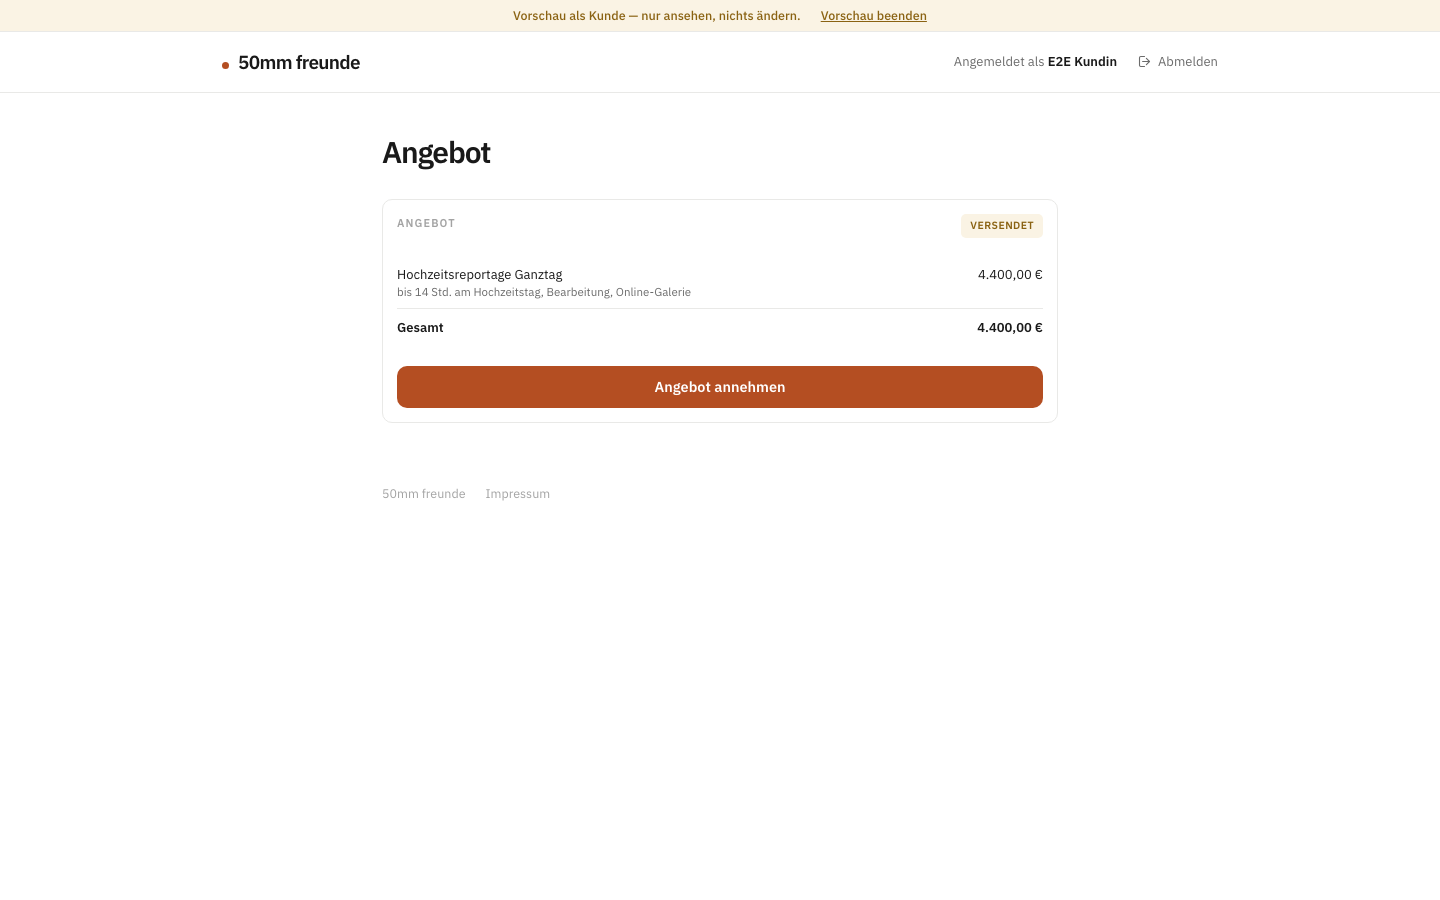 Vorschau als Kunde — nur ansehen, nichts ändern. Vorschau beenden
50mm freunde
Angemeldet als E2E Kundin Abmelden
Angebot
ANGEBOT VERSENDET
Hochzeitsreportage Ganztag 4.400,00 €
bis 14 Std. am Hochzeitstag, Bearbeitung, Online-Galerie
Gesamt 4.400,00 €
Angebot annehmen
50mm freunde Impressum